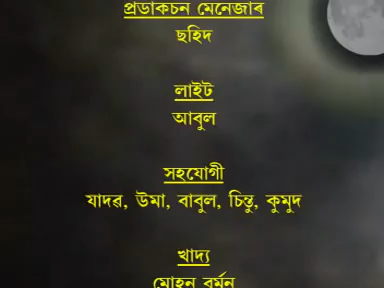 প্ৰডাকচন মেনেজাৰ
ছহিদ
লাইট
আবুল
সহযোগী
যাদৱ, উমা, বাবুল, চিন্তু, কুমুদ
খাদ্য
মোহন বৰ্মন